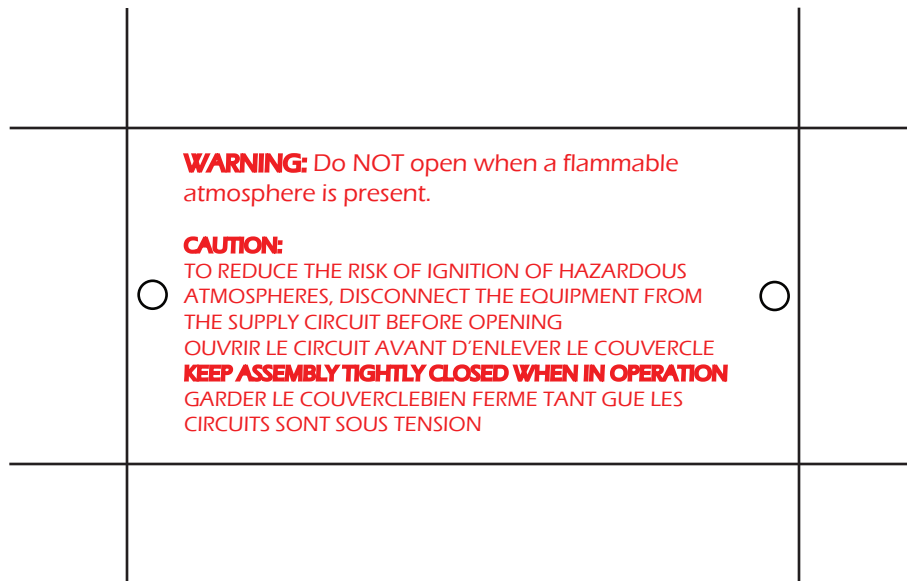 WARNING: Do NOT open when a flammable
atmosphere is present.
CAUTION:
TO REDUCE THE RISK OF IGNITION OF HAZARDOUS
ATMOSPHERES, DISCONNECT THE EQUIPMENT FROM
THE SUPPLY CIRCUIT BEFORE OPENING
OUVRIR LE CIRCUIT AVANT D'ENLEVER LE COUVERCLE
KEEP ASSEMBLY TIGHTLY CLOSED WHEN IN OPERATION
GARDER LE COUVERCLEBIEN FERME TANT GUE LES
CIRCUITS SONT SOUS TENSION